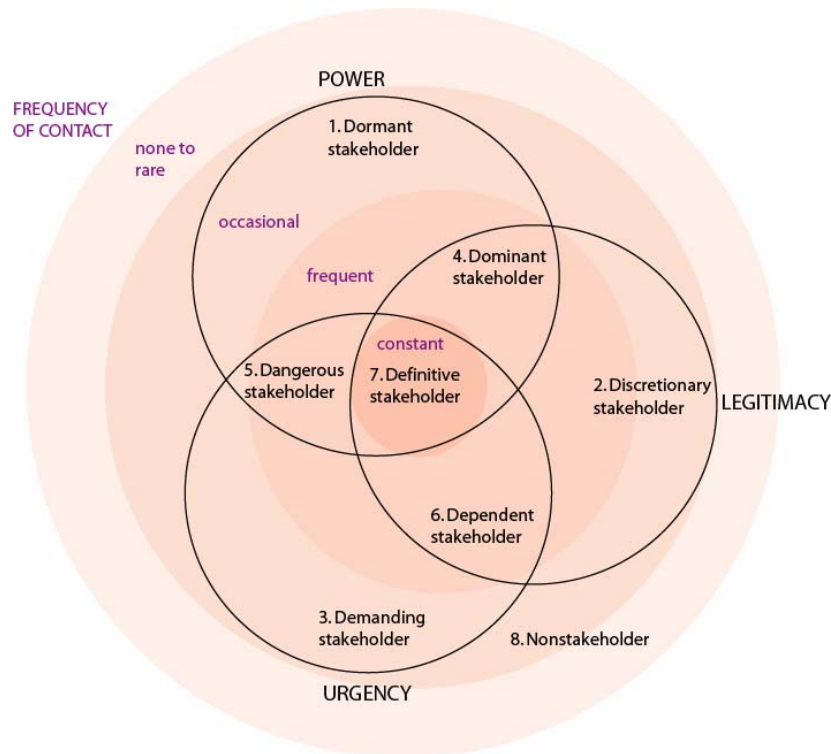 POWER
FREQUENCY
OF CONTACT
none to
rare
1. Dormant
stakeholder
occasional
frequent
4. Dominant
stakeholder
constant
5. Dangerous
stakeholder
7. Definitive
stakeholder
2. Discretionary
stakeholder
LEGITIMACY
6. Dependent
stakeholder
3. Demanding
stakeholder
8. Nonstakeholder
URGENCY